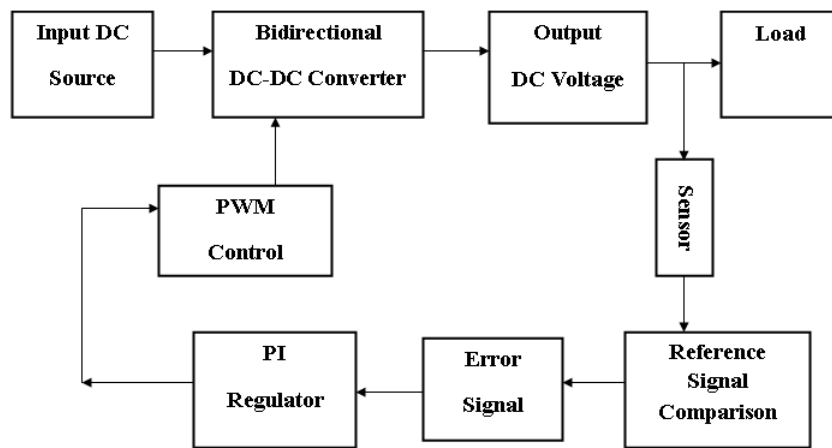 Input DC
Source
Bidirectional
DC-DC Converter
Output
DC Voltage
Load
Sensor
PWM
Control
PI
Regulator
Error
Signal
Reference
Signal
Comparison